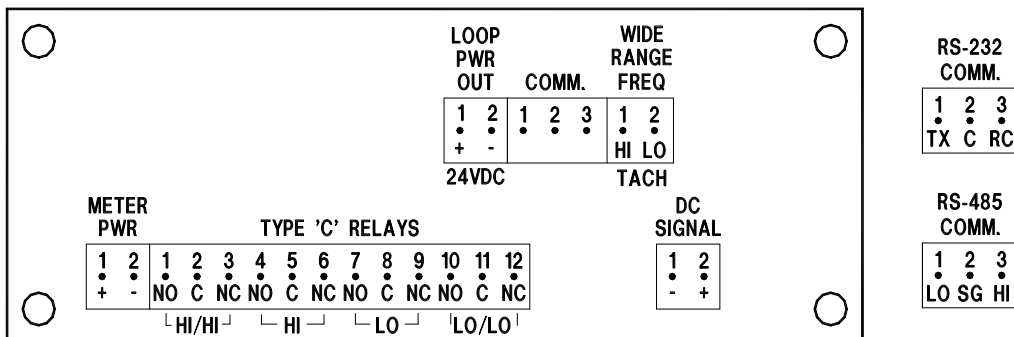 LOOP
PWR
OUT
COMM.
WIDE
RANGE
FREQ
1 2 1 2 3 1 2
+ - HI LO
24VDC TACH
METER
PWR
TYPE 'C' RELAYS
1 2 1 2 3 4 5 6 7 8 9 10 11 12
+ - NO C NC NO C NC NO C NC NO C NC
HI/HI HI LO LO/LO
DC
SIGNAL
1 2
- +
RS-232
COMM.
1 2 3
TX C RC
RS-485
COMM.
1 2 3
LO SG HI